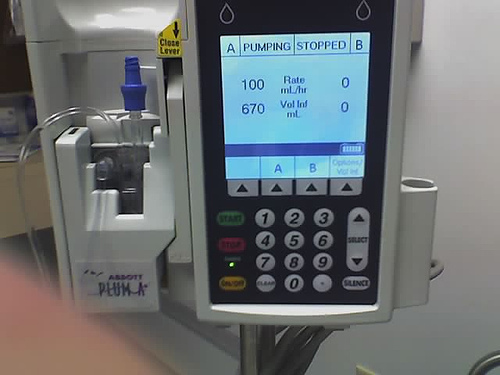 Close
Lever
A PUMPING STOPPED B
100 Rate mL/hr 0
670 Vol Inf mL 0
A B Options/
Vol Inf
START 1 2 3
STOP 4 5 6 SELECT
7 8 9
ON/OFF CLEAR 0 . SILENCE
ABBOTT
PLUM A+